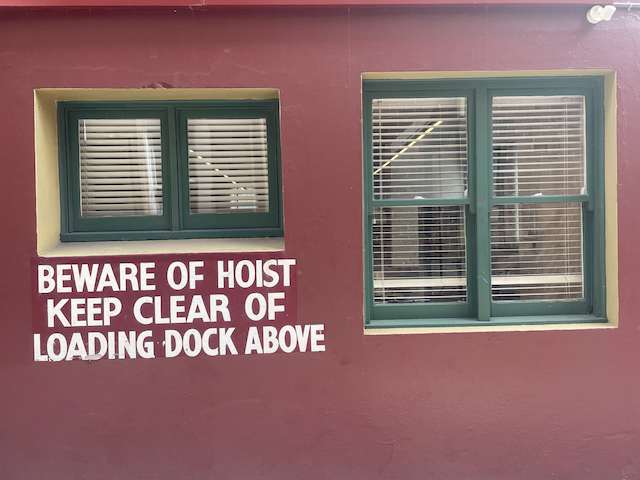 BEWARE OF HOIST
KEEP CLEAR OF
LOADING DOCK ABOVE